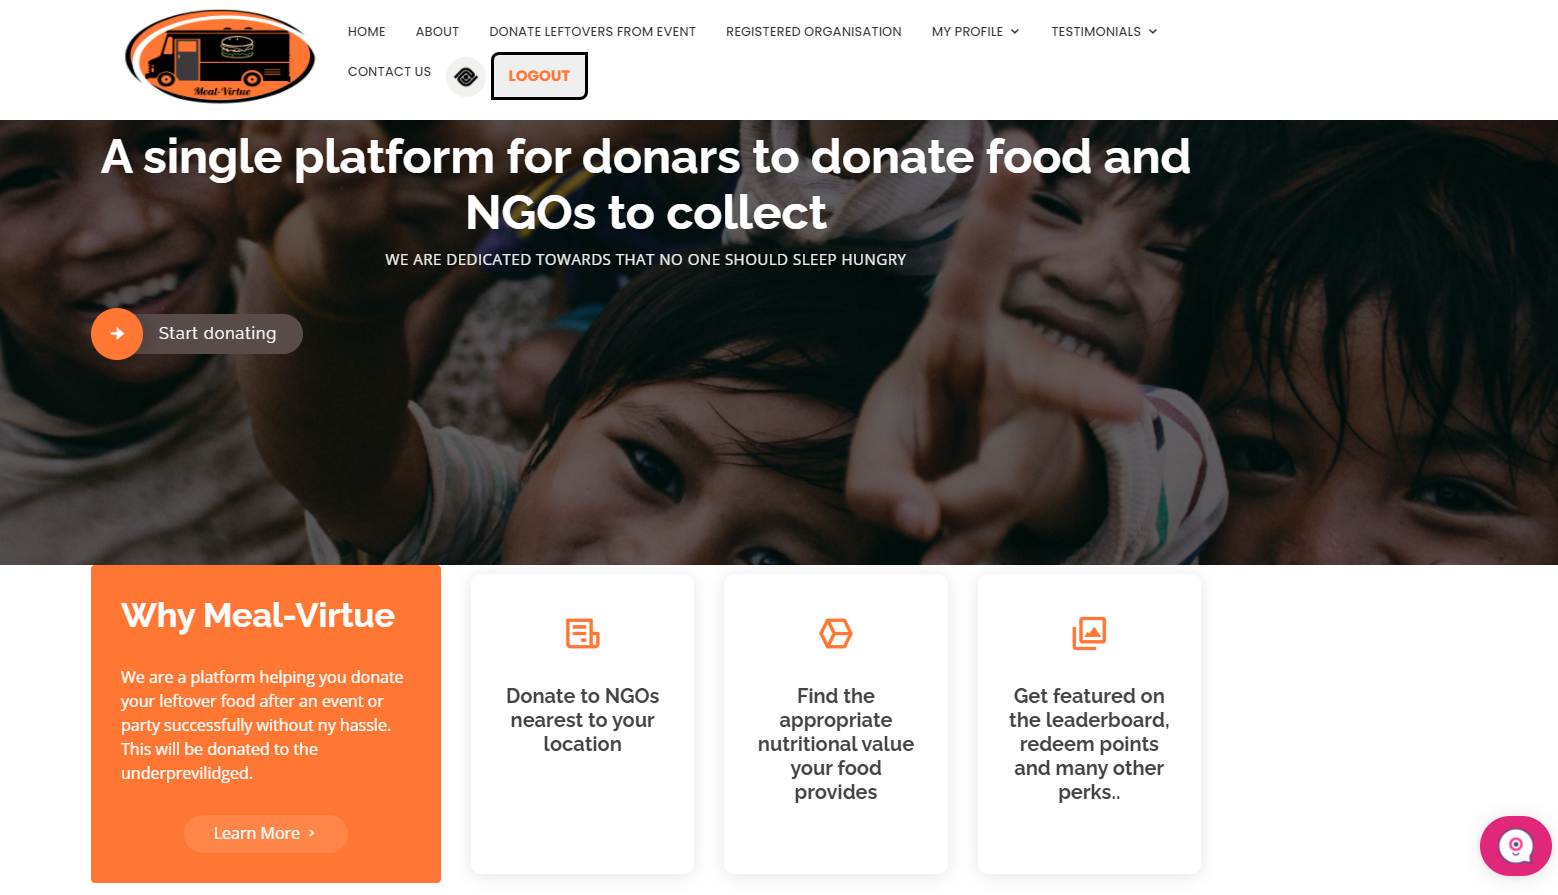 Meal-Virtue
HOME ABOUT DONATE LEFTOVERS FROM EVENT REGISTERED ORGANISATION MY PROFILE TESTIMONIALS
CONTACT US LOGOUT
A single platform for donars to donate food and
NGOs to collect
WE ARE DEDICATED TOWARDS THAT NO ONE SHOULD SLEEP HUNGRY
Start donating
Why Meal-Virtue
We are a platform helping you donate
your leftover food after an event or
party successfully without ny hassle.
This will be donated to the
underprevilidged.
Learn More
Donate to NGOs
nearest to your
location
Find the
appropriate
nutritional value
your food
provides
Get featured on
the leaderboard,
redeem points
and many other
perks..